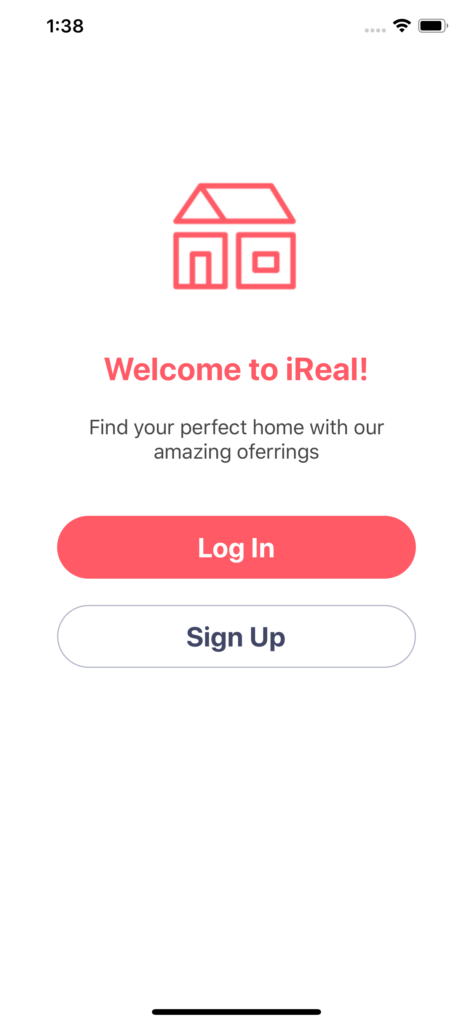 1:38
Welcome to iReal!
Find your perfect home with our
amazing oferrings
Log In
Sign Up